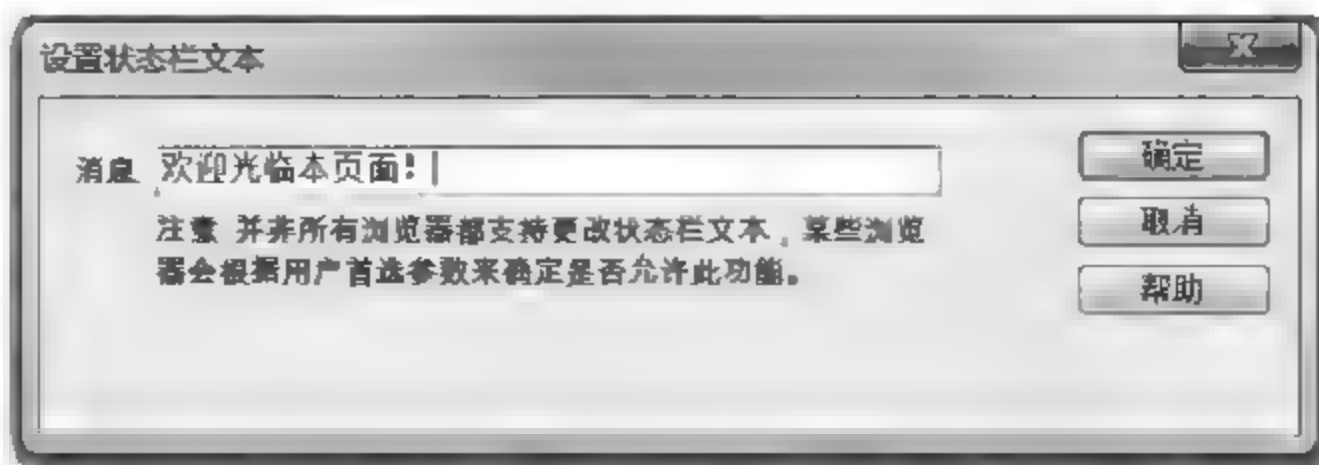 设置状态栏文本
消息 欢迎光临本页面!
确定
注意 并非所有浏览器都支持更改状态栏文本,某些浏览
器会根据用户首选参数来确定是否允许此功能。
取消
帮助